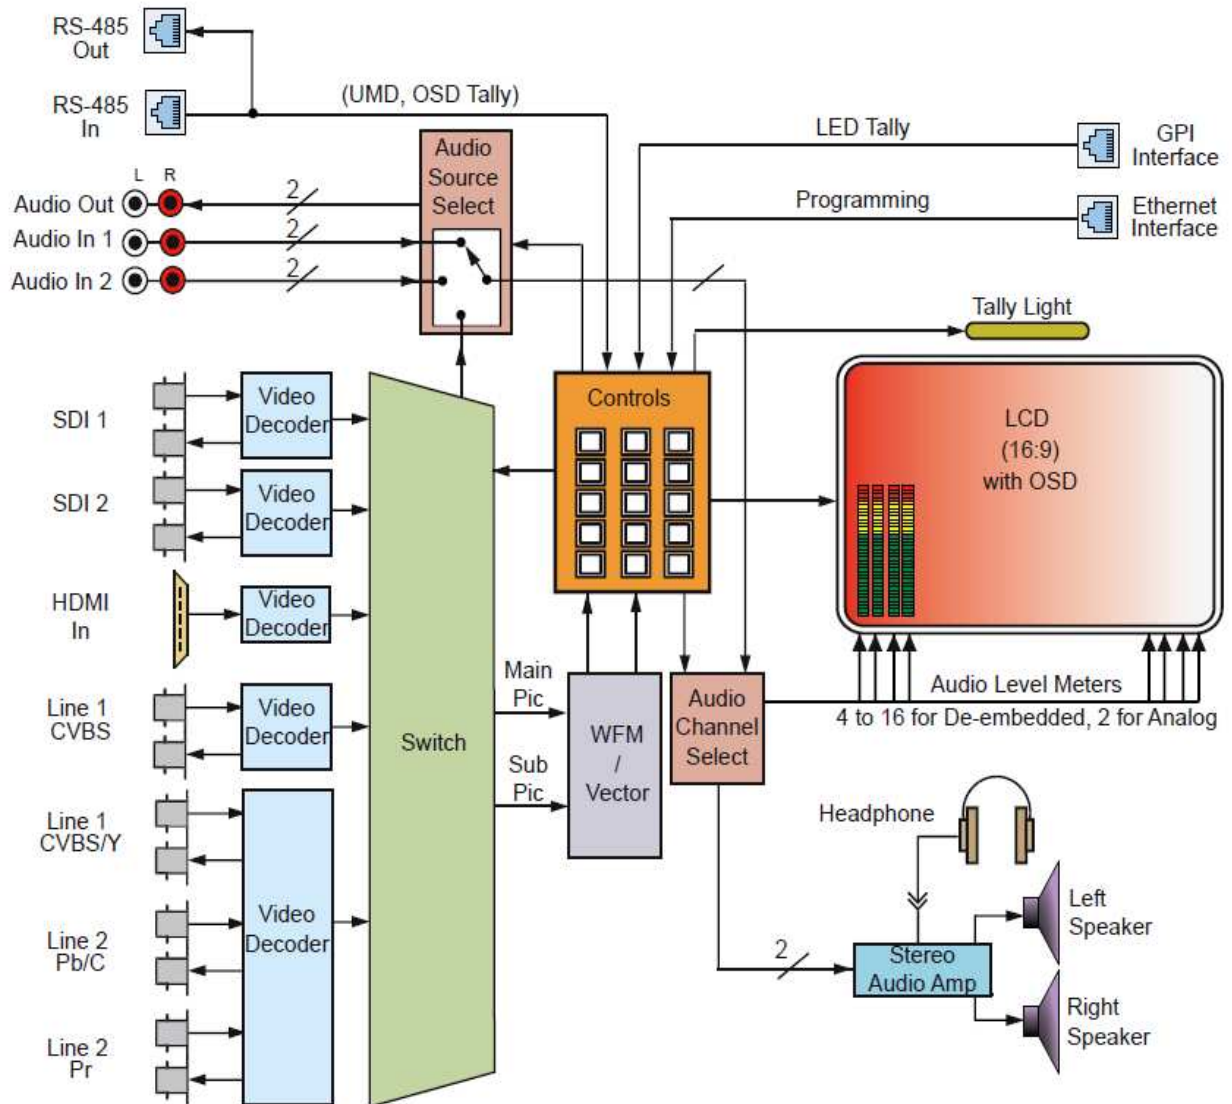 RS-485
Out
RS-485
In
(UMD, OSD Tally)
LED Tally
GPI
Interface
Programming
Ethernet
Interface
Audio
Source
Select
L R
Audio Out
2
Audio In 1
2
Audio In 2
2
Tally Light
SDI 1
Video
Decoder
SDI 2
Video
Decoder
HDMI
In
Video
Decoder
Line 1
CVBS
Video
Decoder
Line 1
CVBS/Y
Line 2
Pb/C
Line 2
Pr
Video
Decoder
Switch
Controls
LCD
(16:9)
with OSD
Main
Pic
Sub
Pic
WFM
/
Vector
Audio
Channel
Select
Audio Level Meters
4 to 16 for De-embedded, 2 for Analog
Headphone
2
Stereo
Audio Amp
Left
Speaker
Right
Speaker